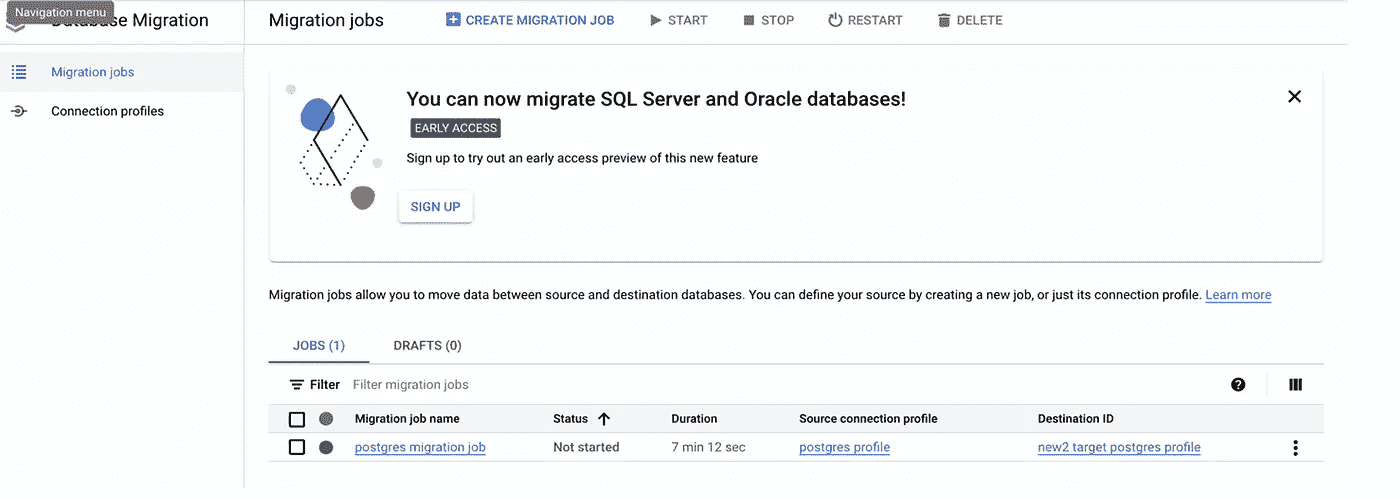 Navigation menu
Database Migration
Migration jobs
CREATE MIGRATION JOB
START
STOP
RESTART
DELETE
Migration jobs
Connection profiles
You can now migrate SQL Server and Oracle databases!
EARLY ACCESS
Sign up to try out an early access preview of this new feature
SIGN UP
Migration jobs allow you to move data between source and destination databases. You can define your source by creating a new job, or just its connection profile. Learn more
JOBS (1) DRAFTS (0)
Filter Filter migration jobs
Migration job name Status Duration Source connection profile Destination ID
postgres migration job Not started 7 min 12 sec postgres profile new2 target postgres profile